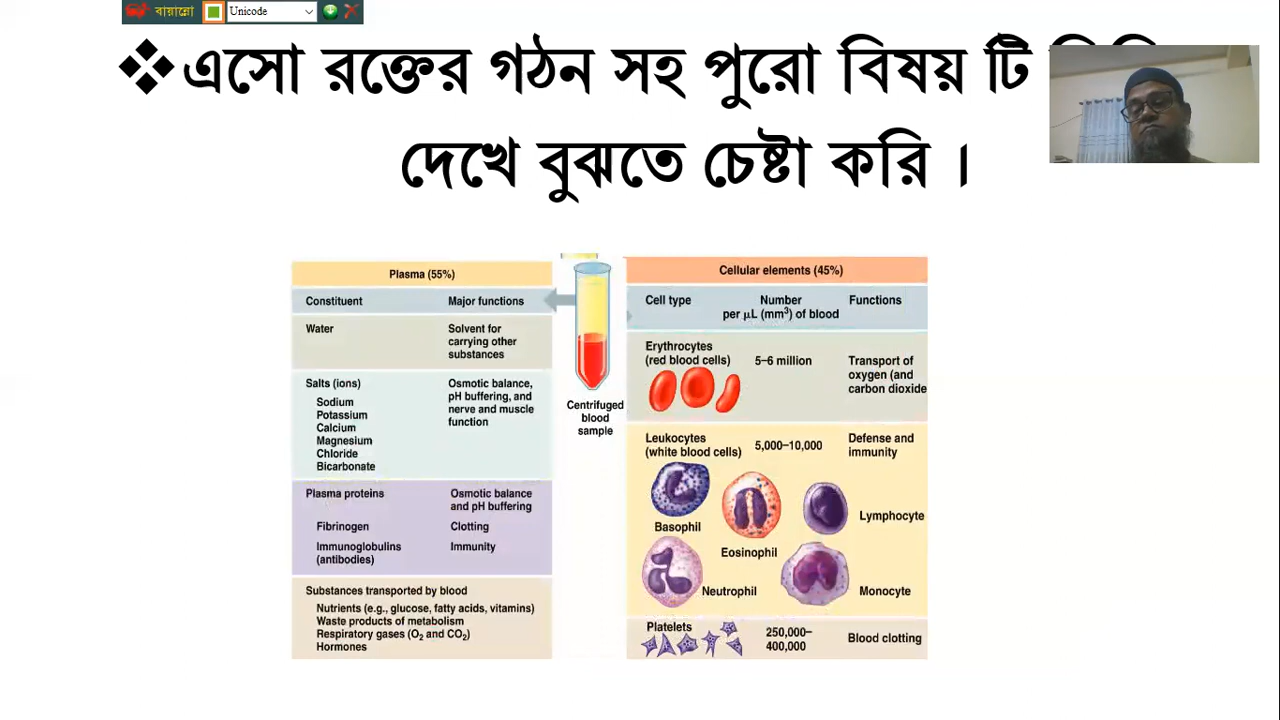 বায়ান্নো Unicode
❖এসো রক্তের গঠন সহ পুরো বিষয় টি
দেখে বুঝতে চেষ্টা করি ।
Plasma (55%)
Constituent Major functions
Water Solvent for
carrying other
substances
Salts (ions) Osmotic balance,
pH buffering, and
nerve and muscle
function
Sodium
Potassium
Calcium
Magnesium
Chloride
Bicarbonate
Plasma proteins Osmotic balance
and pH buffering
Fibrinogen Clotting
Immunoglobulins Immunity
(antibodies)
Substances transported by blood
Nutrients (e.g., glucose, fatty acids, vitamins)
Waste products of metabolism
Respiratory gases (O₂ and CO₂)
Hormones
Centrifuged
blood
sample
Cellular elements (45%)
Cell type Number Functions
per μL (mm³) of blood
Erythrocytes
(red blood cells) 5–6 million Transport of
oxygen (and
carbon dioxide
Leukocytes 5,000–10,000 Defense and
(white blood cells) immunity
Basophil
Eosinophil
Lymphocyte
Neutrophil
Monocyte
Platelets 250,000–
400,000 Blood clotting